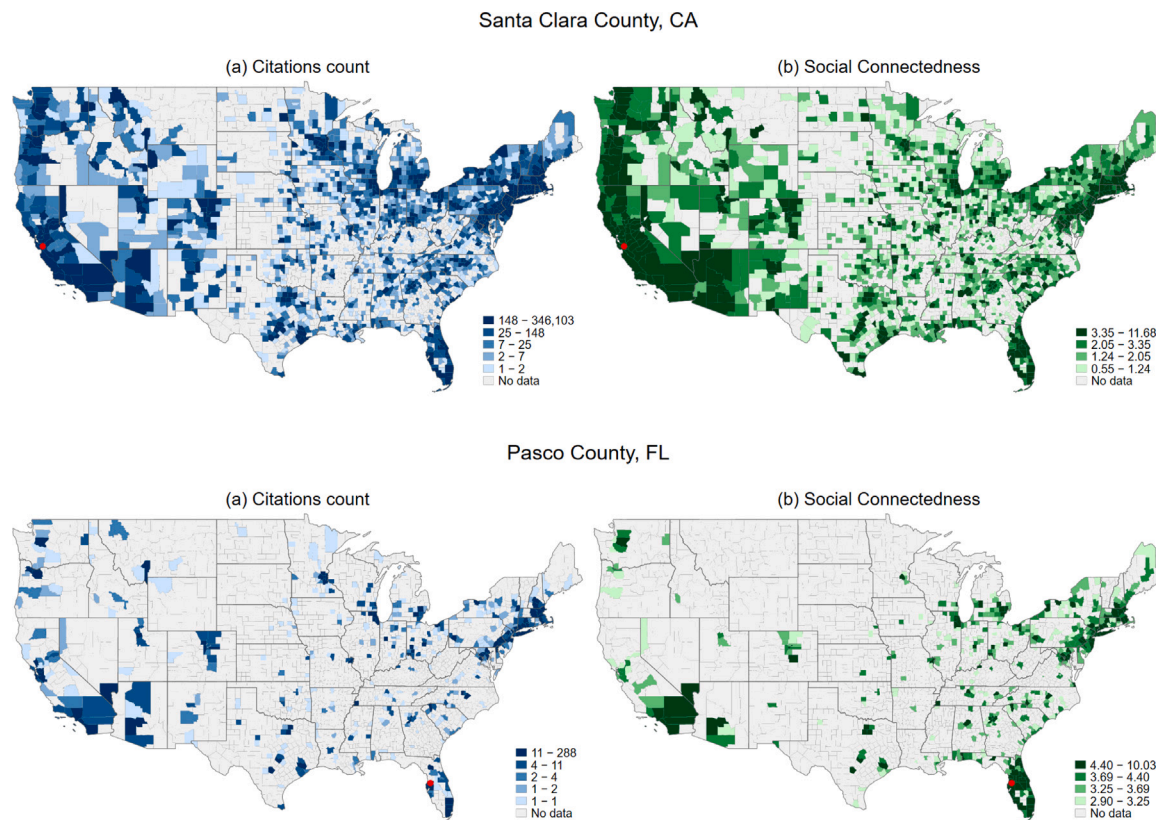 Santa Clara County, CA
(a) Citations count
(b) Social Connectedness
148 – 346,103
25 – 148
7 – 25
2 – 7
1 – 2
No data
3.35 – 11.68
2.05 – 3.35
1.24 – 2.05
0.55 – 1.24
No data
Pasco County, FL
(a) Citations count
(b) Social Connectedness
11 – 288
4 – 11
2 – 4
1 – 2
1 – 1
No data
4.40 – 10.03
3.69 – 4.40
3.25 – 3.69
2.90 – 3.25
No data